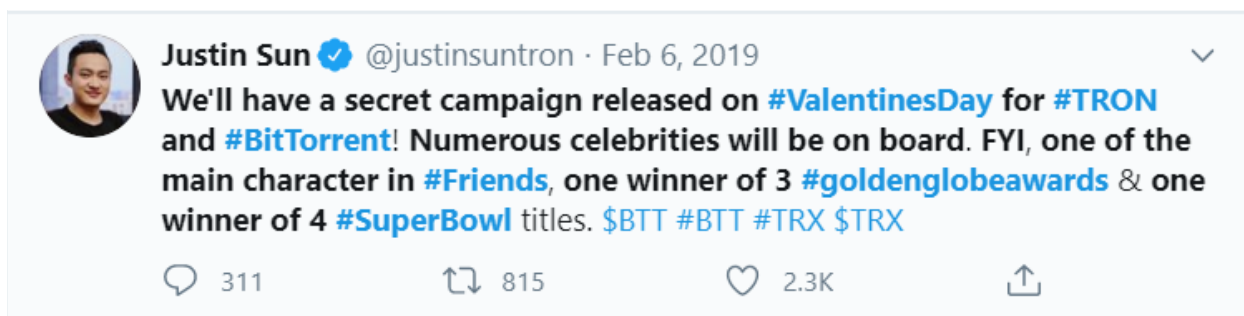 Justin Sun @justinsuntron · Feb 6, 2019
We'll have a secret campaign released on #ValentinesDay for #TRON
and #BitTorrent! Numerous celebrities will be on board. FYI, one of the
main character in #Friends, one winner of 3 #goldenglobeawards & one
winner of 4 #SuperBowl titles. $BTT #BTT #TRX $TRX
311 815 2.3K